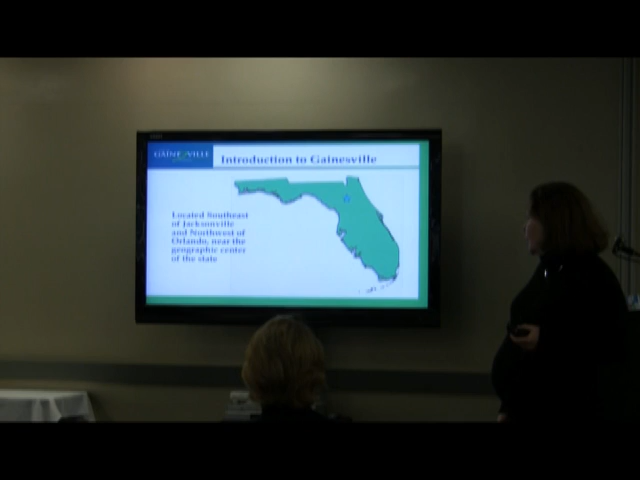 GAINESVILLE
Introduction to Gainesville
Located Southeast
of Jacksonville
and Northwest of
Orlando, near the
geographic center
of the state